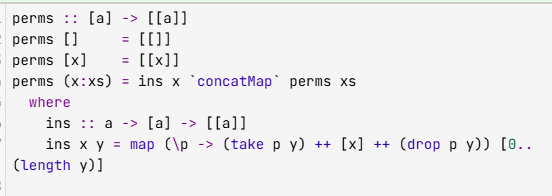 perms :: [a] -> [[a]]
perms []     = [[]]
perms [x]    = [[x]]
perms (x:xs) = ins x `concatMap` perms xs
  where
    ins :: a -> [a] -> [[a]]
    ins x y = map (\p -> (take p y) ++ [x] ++ (drop p y)) [0..
(length y)]